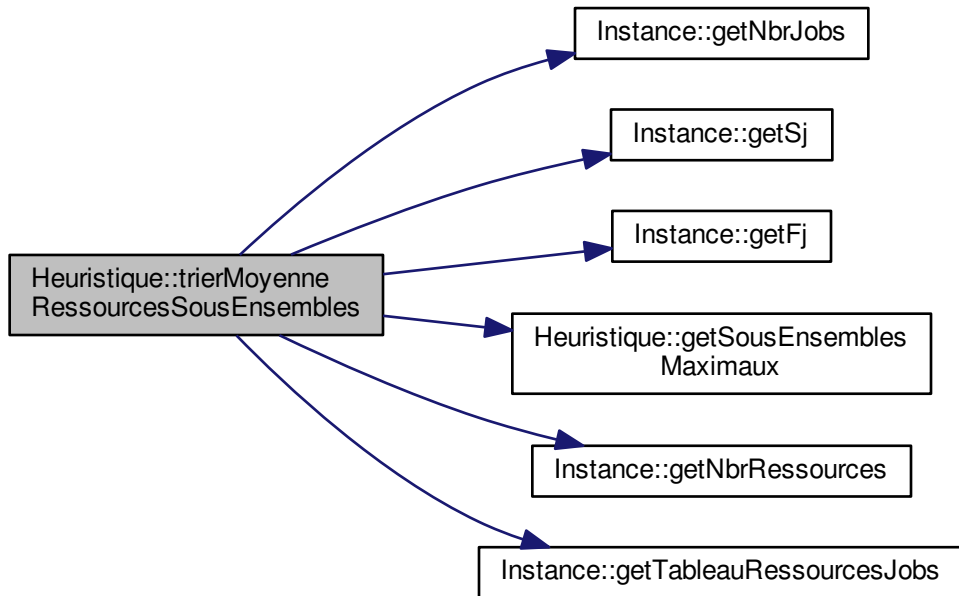 Instance::getNbrJobs
Instance::getSj
Instance::getFj
Heuristique::trierMoyenne
RessourcesSousEnsembles
Heuristique::getSousEnsembles
Maximaux
Instance::getNbrRessources
Instance::getTableauRessourcesJobs